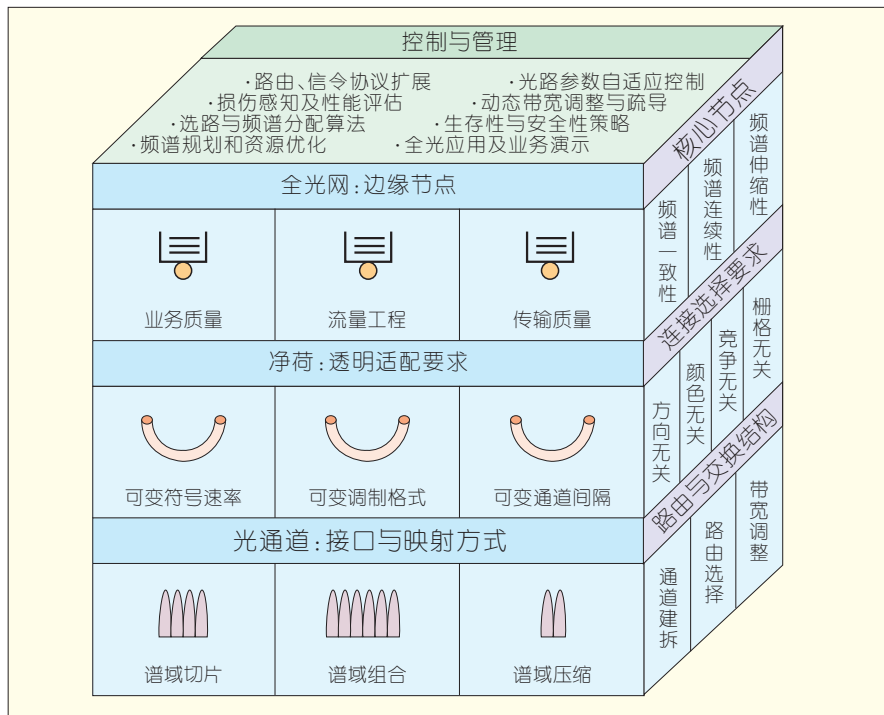 控制与管理
·路由、信令协议扩展 ·光路参数自适应控制
·损伤感知及性能评估 ·动态带宽调整与疏导
·选路与频谱分配算法 ·生存性与安全性策略
·频谱规划和资源优化 ·全光应用及业务演示
全光网:边缘节点
业务质量 流量工程 传输质量
净荷:透明适配要求
可变符号速率 可变调制格式 可变通道间隔
光通道:接口与映射方式
谱域切片 谱域组合 谱域压缩
核心节点
频谱一致性
频谱连续性
频谱伸缩性
连接选择要求
方向无关
颜色无关
竞争无关
栅格无关
路由与交换结构
通道建拆
路由选择
带宽调整